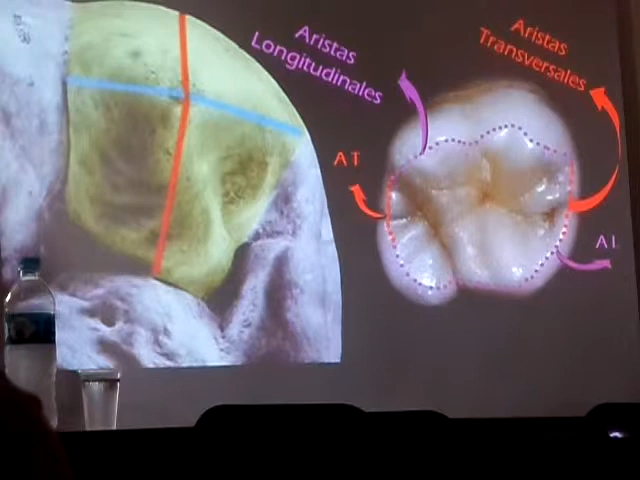 Aristas
Longitudinales
Aristas
Transversales
AT
AL